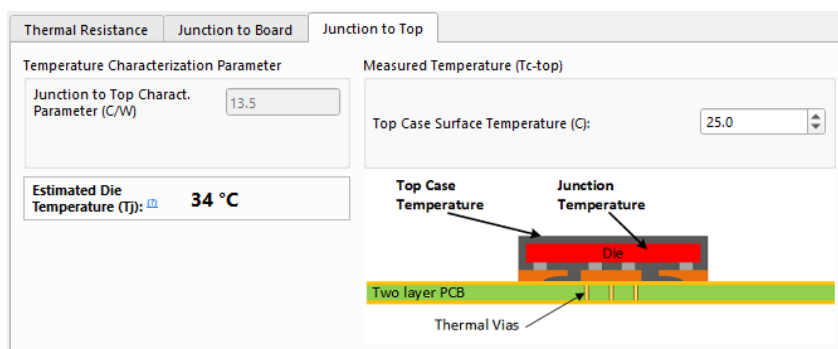 Thermal Resistance
Junction to Board
Junction to Top
Temperature Characterization Parameter
Junction to Top Charact.
Parameter (C/W)
13.5
Estimated Die
Temperature (Tj): (?)
34 °C
Measured Temperature (Tc-top)
Top Case Surface Temperature (C):
25.0
Top Case
Temperature
Junction
Temperature
Die
Two layer PCB
Thermal Vias